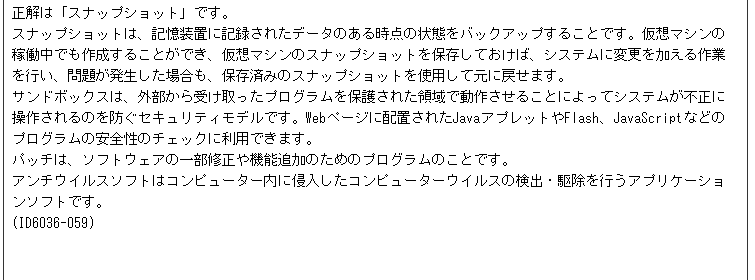 正解は「スナップショット」です。
スナップショットは、記憶装置に記録されたデータのある時点の状態をバックアップすることです。仮想マシンの
稼働中でも作成することができ、仮想マシンのスナップショットを保存しておけば、システムに変更を加える作業
を行い、問題が発生した場合も、保存済みのスナップショットを使用して元に戻せます。
サンドボックスは、外部から受け取ったプログラムを保護された領域で動作させることによってシステムが不正に
操作されるのを防ぐセキュリティモデルです。Webページに配置されたJavaアプレットやFlash、JavaScriptなどの
プログラムの安全性のチェックに利用できます。
パッチは、ソフトウェアの一部修正や機能追加のためのプログラムのことです。
アンチウイルスソフトはコンピューター内に侵入したコンピューターウイルスの検出・駆除を行うアプリケーショ
ンソフトです。
(ID6036-059)